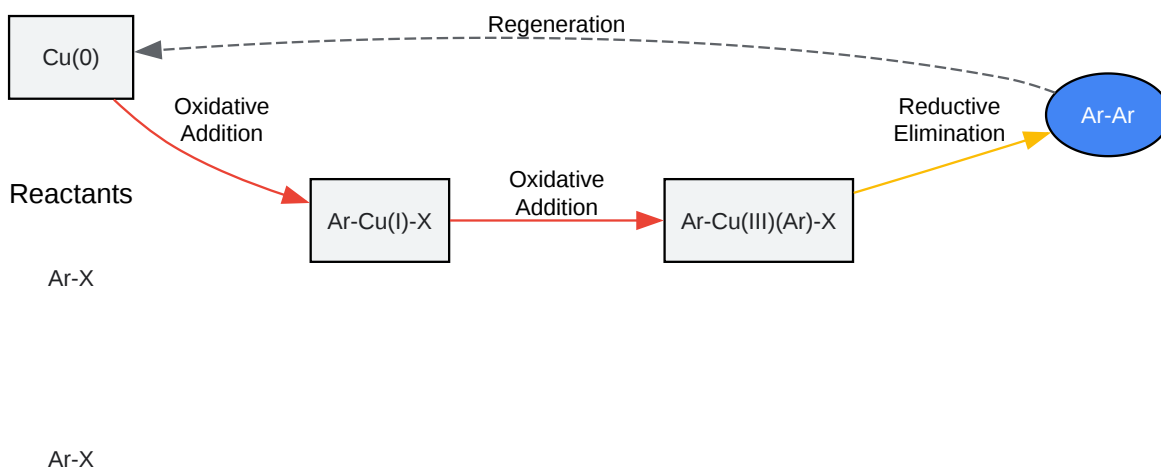 Regeneration
Cu(0)
Oxidative
Addition
Reductive
Elimination
Ar-Ar
Reactants
Oxidative
Addition
Ar-Cu(I)-X
Ar-Cu(III)(Ar)-X
Ar-X
Ar-X